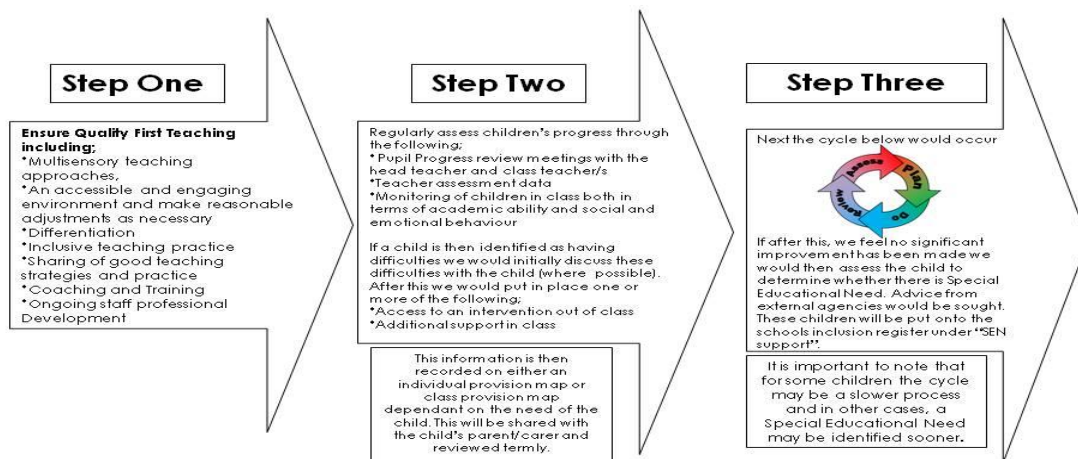 Step One
Ensure Quality First Teaching
including;
*Multisensory teaching
approaches,
*An accessible and engaging
environment and make reasonable
adjustments as necessary
*Differentiation
*Inclusive teaching practice
*Sharing of good teaching
strategies and practice
*Coaching and Training
*Ongoing staff professional
Development
Step Two
Regularly assess children's progress through
the following;
*Pupil Progress review meetings with the
head teacher and class teacher/s
*Teacher assessment data
*Monitoring of children in class both in
terms of academic ability and social and
emotional behaviour
If a child is then identified as having
difficulties we would initially discuss these
difficulties with the child (where possible).
After this we would put in place one or
more of the following;
*Access to an intervention out of class
*Additional support in class
This information is then
recorded on either an
individual provision map or
class provision map
dependant on the need of the
child. This will be shared with
the child's parent/carer and
reviewed termly.
Step Three
Next the cycle below would occur
Assess
Plan
Do
Review
If after this, we feel no significant
improvement has been made we
would then assess the child to
determine whether there is Special
Educational Need. Advice from
external agencies would be sought.
These children will be put onto the
schools inclusion register under "SEN
support".
It is important to note that
for some children the cycle
may be a slower process
and in other cases, a
Special Educational Need
may be identified sooner.